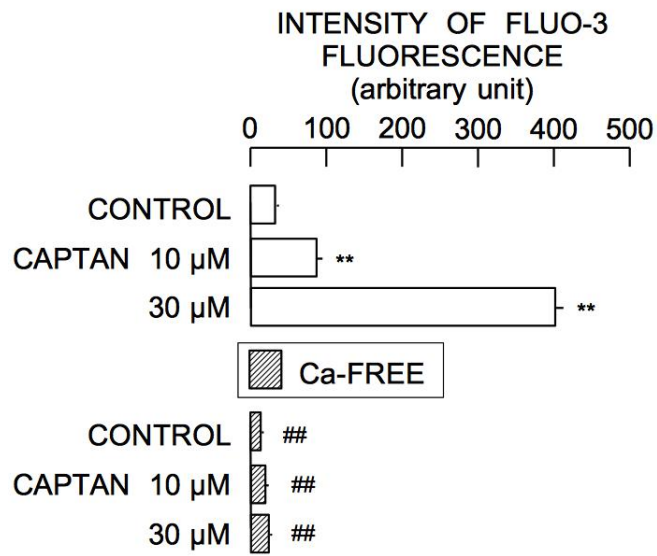 INTENSITY OF FLUO-3
FLUORESCENCE
(arbitrary unit)
0 100 200 300 400 500
CONTROL
CAPTAN 10 μM **
30 μM **
Ca-FREE
CONTROL ##
CAPTAN 10 μM ##
30 μM ##